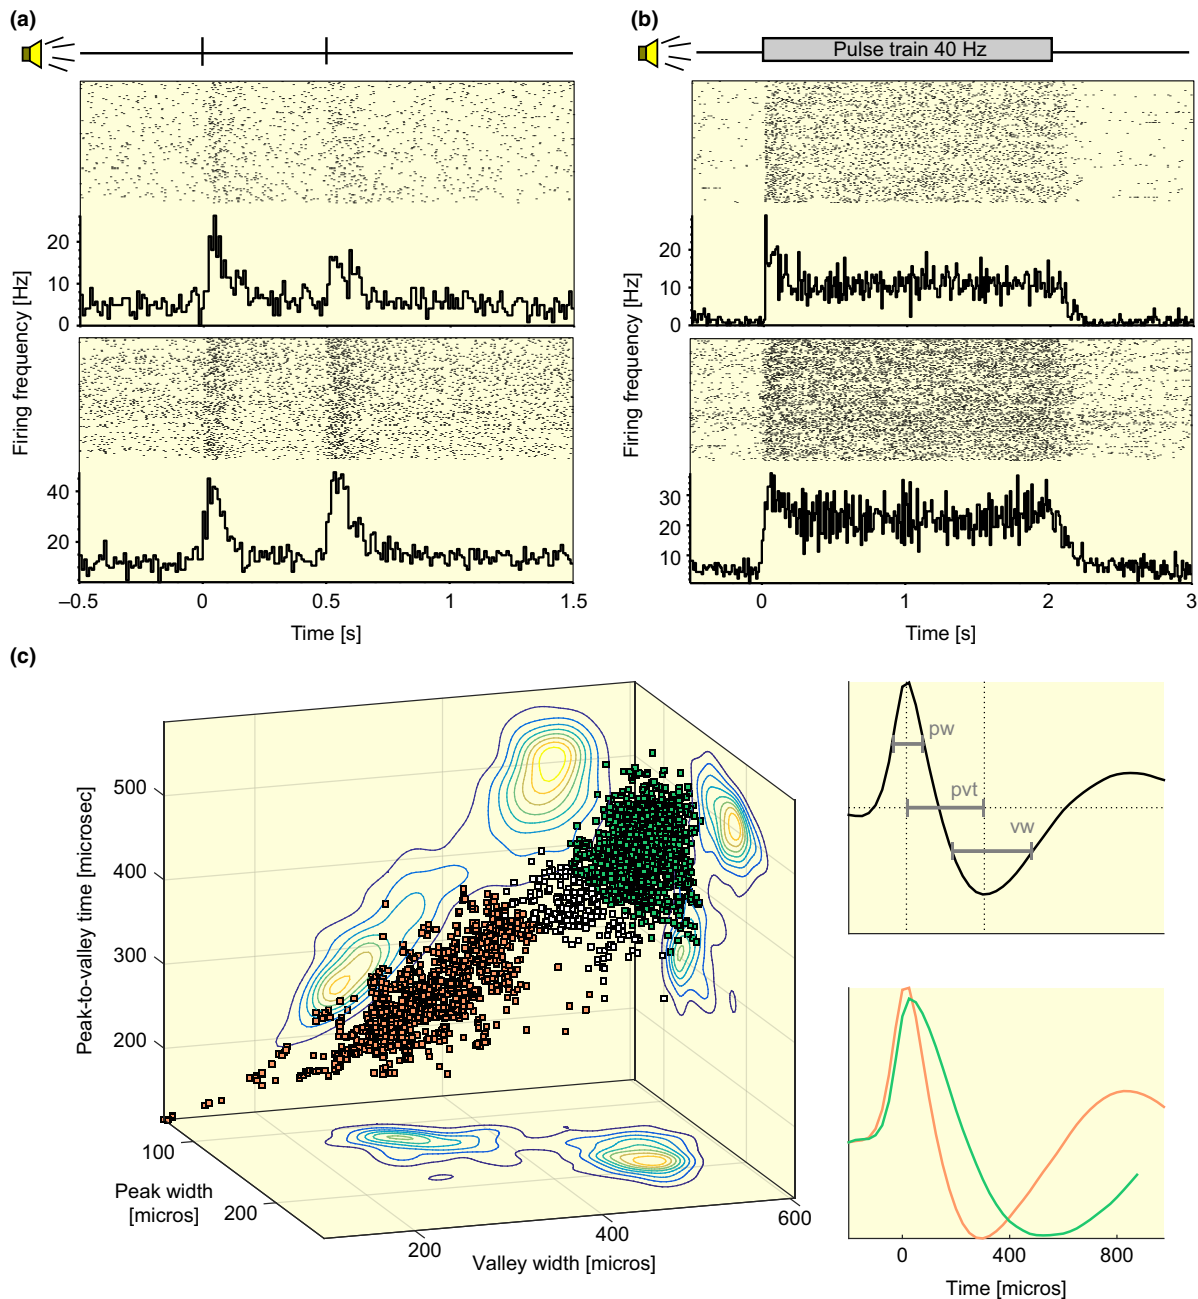 (a)
Firing frequency [Hz]
20
10
0
40
20
–0.5
0
0.5
1
1.5
Time [s]
(b)
Pulse train 40 Hz
Firing frequency [Hz]
20
10
0
30
20
10
0
1
2
3
Time [s]
(c)
Peak-to-valley time [microsec]
500
400
300
200
100
200
Peak width
[micros]
200
400
600
Valley width [micros]
pw
pvt
vw
0
400
800
Time [micros]